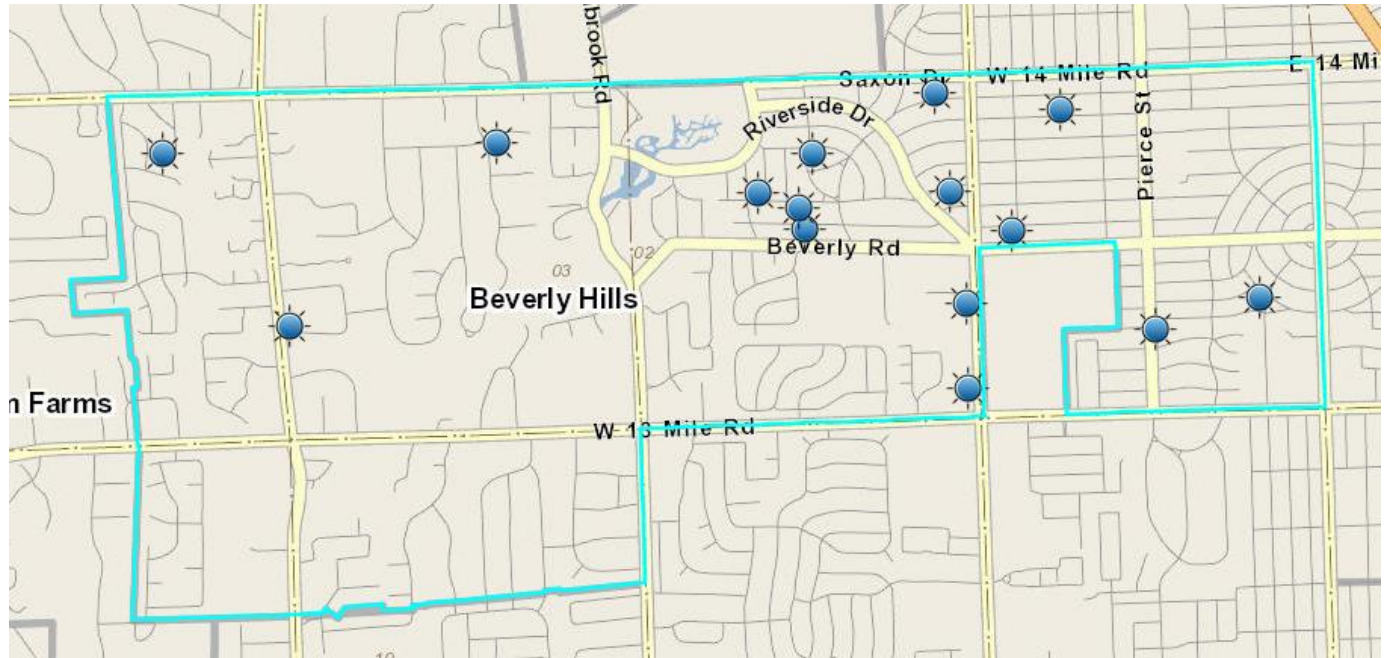 brook Rd
Saxon Dr
W 14 Mile Rd
E 14 Mi
Riverside Dr
Pierce St
Beverly Rd
02
03
Beverly Hills
m Farms
W 13 Mile Rd
10